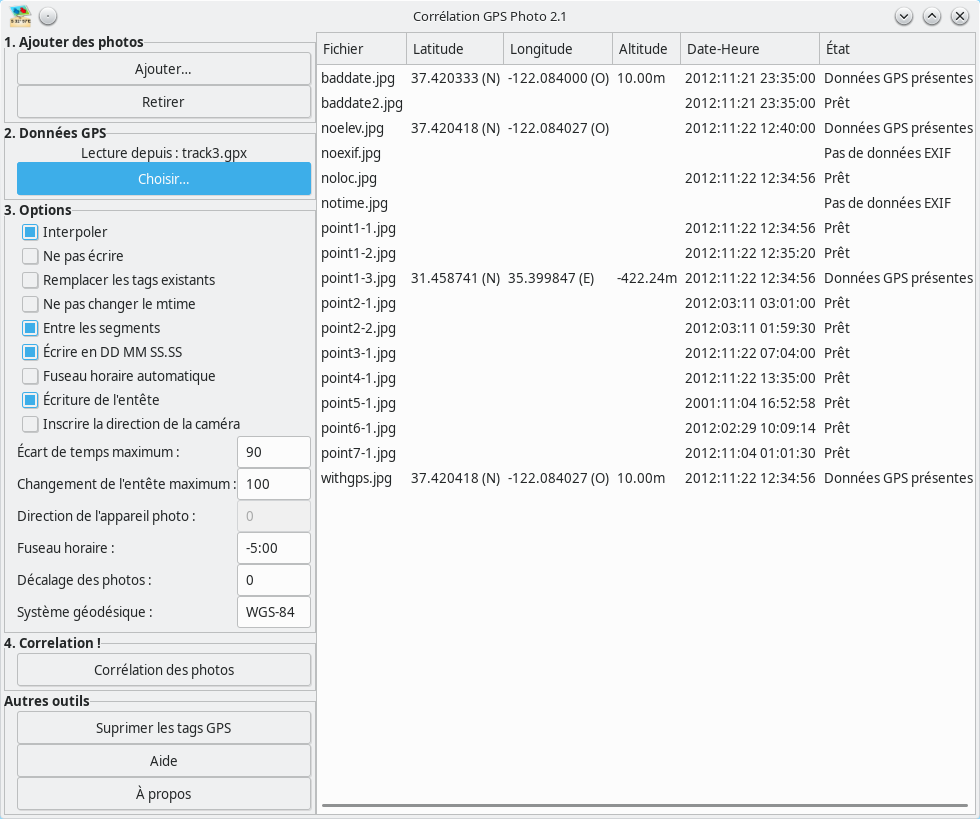 Corrélation GPS Photo 2.1
1. Ajouter des photos
Ajouter...
Retirer
2. Données GPS
Lecture depuis : track3.gpx
Choisir...
3. Options
Interpoler
Ne pas écrire
Remplacer les tags existants
Ne pas changer le mtime
Entre les segments
Écrire en DD MM SS.SS
Fuseau horaire automatique
Écriture de l'entête
Inscrire la direction de la caméra
Écart de temps maximum : 90
Changement de l'entête maximum : 100
Direction de l'appareil photo : 0
Fuseau horaire : -5:00
Décalage des photos : 0
Système géodésique : WGS-84
4. Correlation !
Corrélation des photos
Autres outils
Suprimer les tags GPS
Aide
À propos
Fichier Latitude Longitude Altitude Date-Heure État
baddate.jpg 37.420333 (N) -122.084000 (O) 10.00m 2012:11:21 23:35:00 Données GPS présentes
baddate2.jpg 2012:11:21 23:35:00 Prêt
noelev.jpg 37.420418 (N) -122.084027 (O) 2012:11:22 12:40:00 Données GPS présentes
noexif.jpg Pas de données EXIF
noloc.jpg 2012:11:22 12:34:56 Prêt
notime.jpg Pas de données EXIF
point1-1.jpg 2012:11:22 12:34:56 Prêt
point1-2.jpg 2012:11:22 12:35:20 Prêt
point1-3.jpg 31.458741 (N) 35.399847 (E) -422.24m 2012:11:22 12:34:56 Données GPS présentes
point2-1.jpg 2012:03:11 03:01:00 Prêt
point2-2.jpg 2012:03:11 01:59:30 Prêt
point3-1.jpg 2012:11:22 07:04:00 Prêt
point4-1.jpg 2012:11:22 13:35:00 Prêt
point5-1.jpg 2001:11:04 16:52:58 Prêt
point6-1.jpg 2012:02:29 10:09:14 Prêt
point7-1.jpg 2012:11:04 01:01:30 Prêt
withgps.jpg 37.420418 (N) -122.084027 (O) 10.00m 2012:11:22 12:34:56 Données GPS présentes